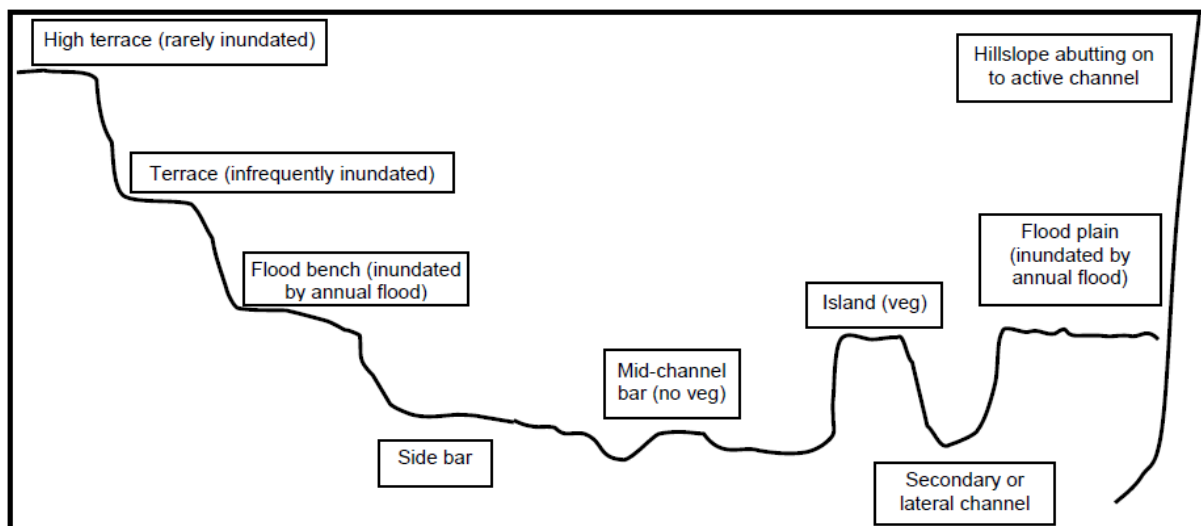 High terrace (rarely inundated)
Hillslope abutting on
to active channel
Terrace (infrequently inundated)
Flood bench (inundated
by annual flood)
Flood plain
(inundated by
annual flood)
Island (veg)
Mid-channel
bar (no veg)
Side bar
Secondary or
lateral channel